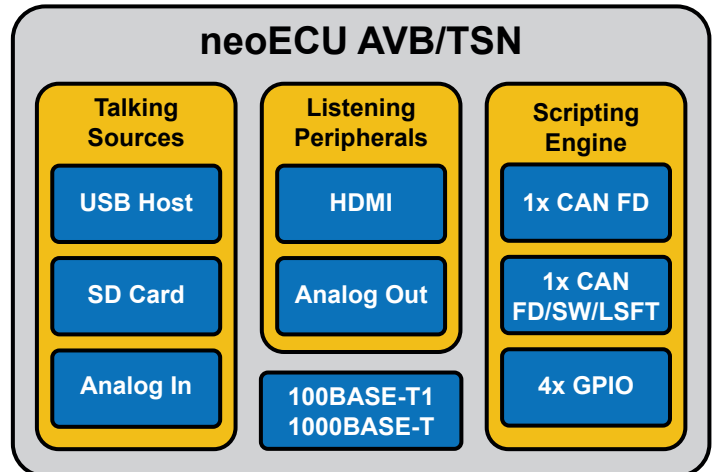 neoECU AVB/TSN
Talking
Sources
USB Host
SD Card
Analog In
Listening
Peripherals
HDMI
Analog Out
100BASE-T1
1000BASE-T
Scripting
Engine
1x CAN FD
1x CAN
FD/SW/LSFT
4x GPIO